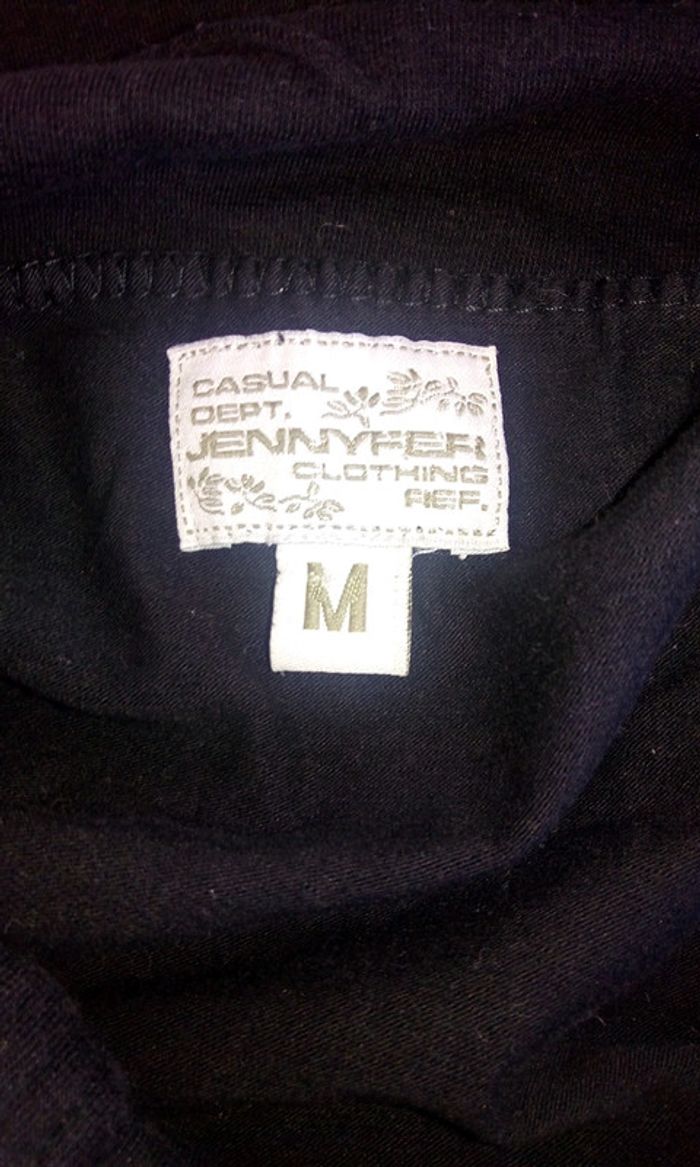 CASUAL
DEPT.
JENNYFER
CLOTHING
REF.
M